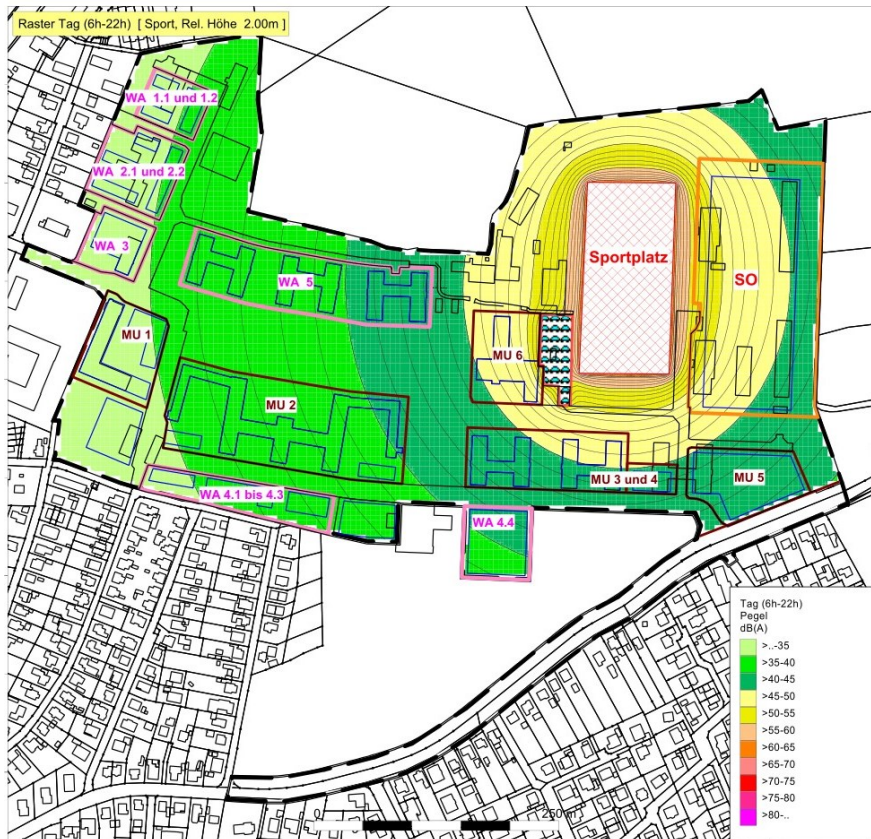 Raster Tag (6h-22h) [ Sport, Rel. Höhe 2.00m ]
WA 1.1 und 1.2
WA 2.1 und 2.2
WA 3
WA 5
Sportplatz
SO
MU 1
MU 6
MU 2
MU 3 und 4
MU 5
WA 4.1 bis 4.3
WA 4.4
Tag (6h-22h)
Pegel
dB(A)
>..-35
>35-40
>40-45
>45-50
>50-55
>55-60
>60-65
>65-70
>70-75
>75-80
>80-..
0 250 m